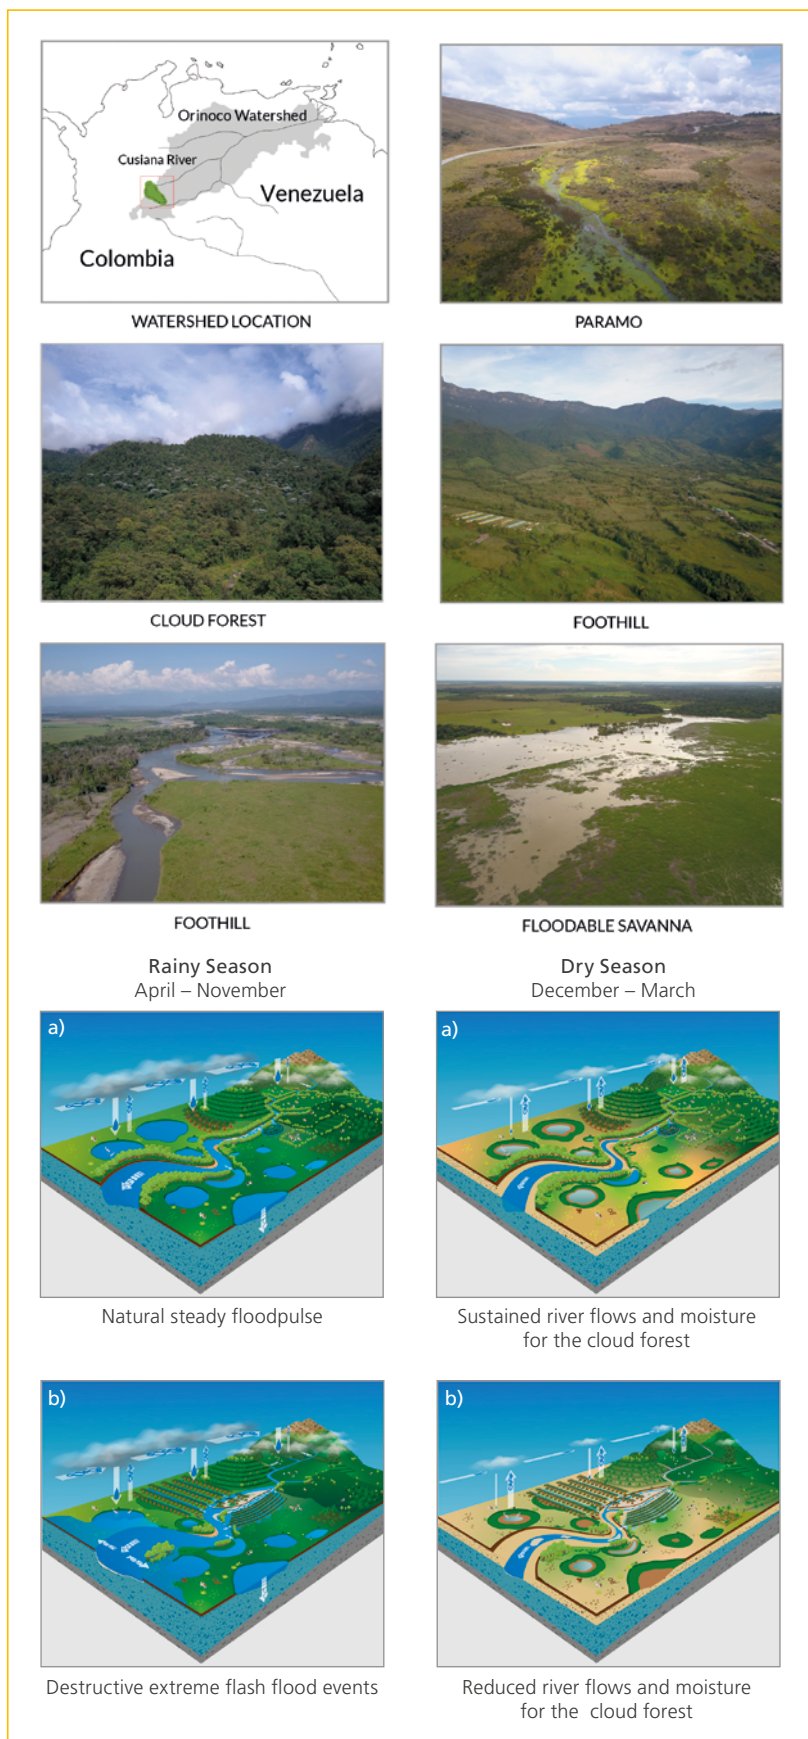 Orinoco Watershed
Cusiana River
Venezuela
Colombia
WATERSHED LOCATION
PARAMO
CLOUD FOREST
FOOTHILL
FOOTHILL
FLOODABLE SAVANNA
Rainy Season
April – November
Dry Season
December – March
a)
a)
Natural steady floodpulse
Sustained river flows and moisture
for the cloud forest
b)
b)
Destructive extreme flash flood events
Reduced river flows and moisture
for the cloud forest